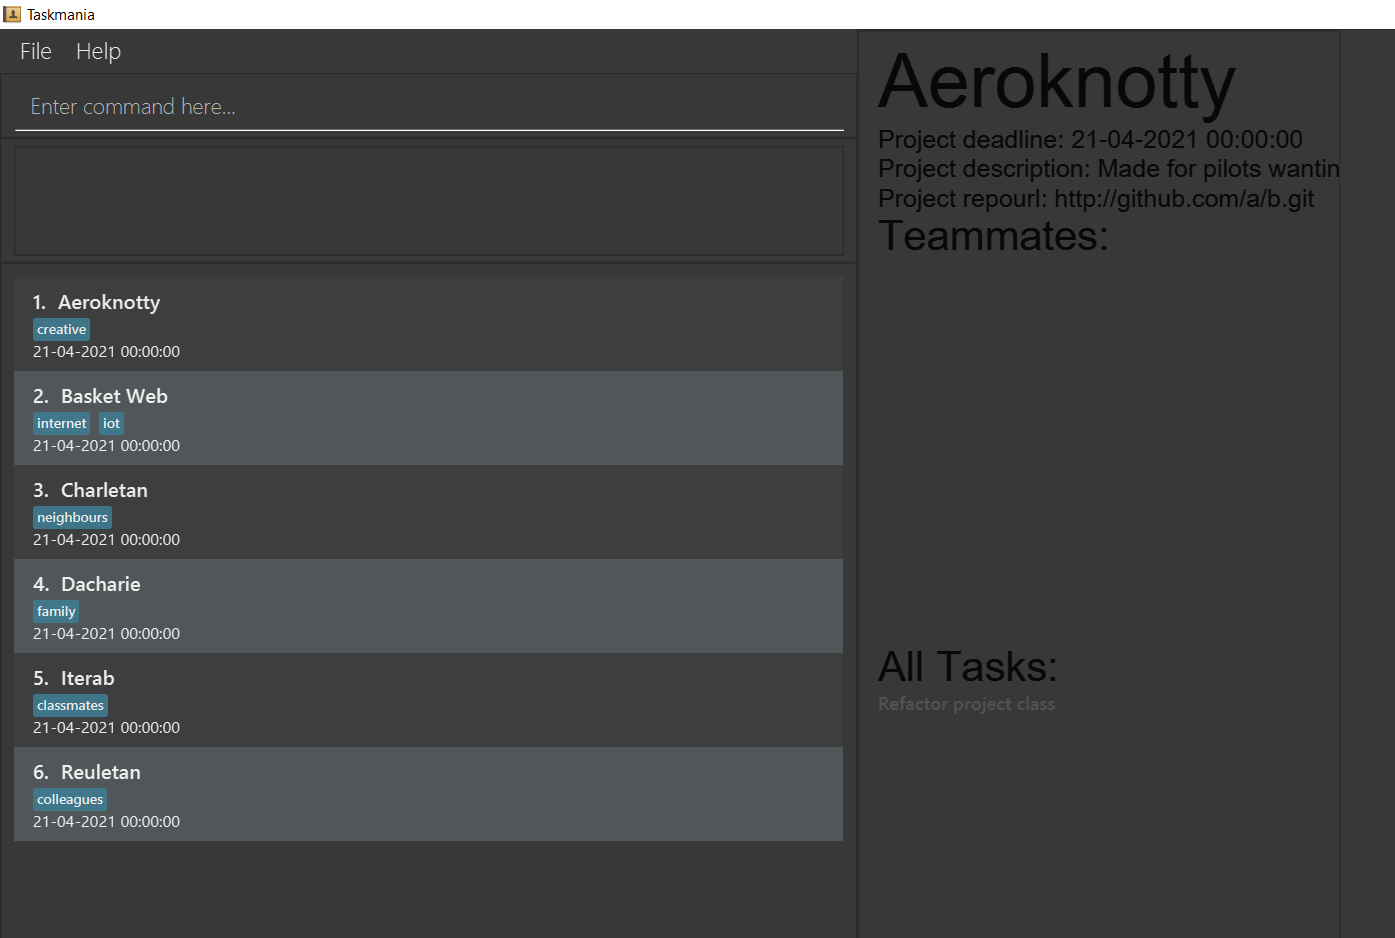 Taskmania
File Help
Enter command here...
1. Aeroknotty
creative
21-04-2021 00:00:00
2. Basket Web
internet iot
21-04-2021 00:00:00
3. Charletan
neighbours
21-04-2021 00:00:00
4. Dacharie
family
21-04-2021 00:00:00
5. Iterab
classmates
21-04-2021 00:00:00
6. Reuletan
colleagues
21-04-2021 00:00:00
Aeroknotty
Project deadline: 21-04-2021 00:00:00
Project description: Made for pilots wantin
Project repourl: http://github.com/a/b.git
Teammates:
All Tasks:
Refactor project class